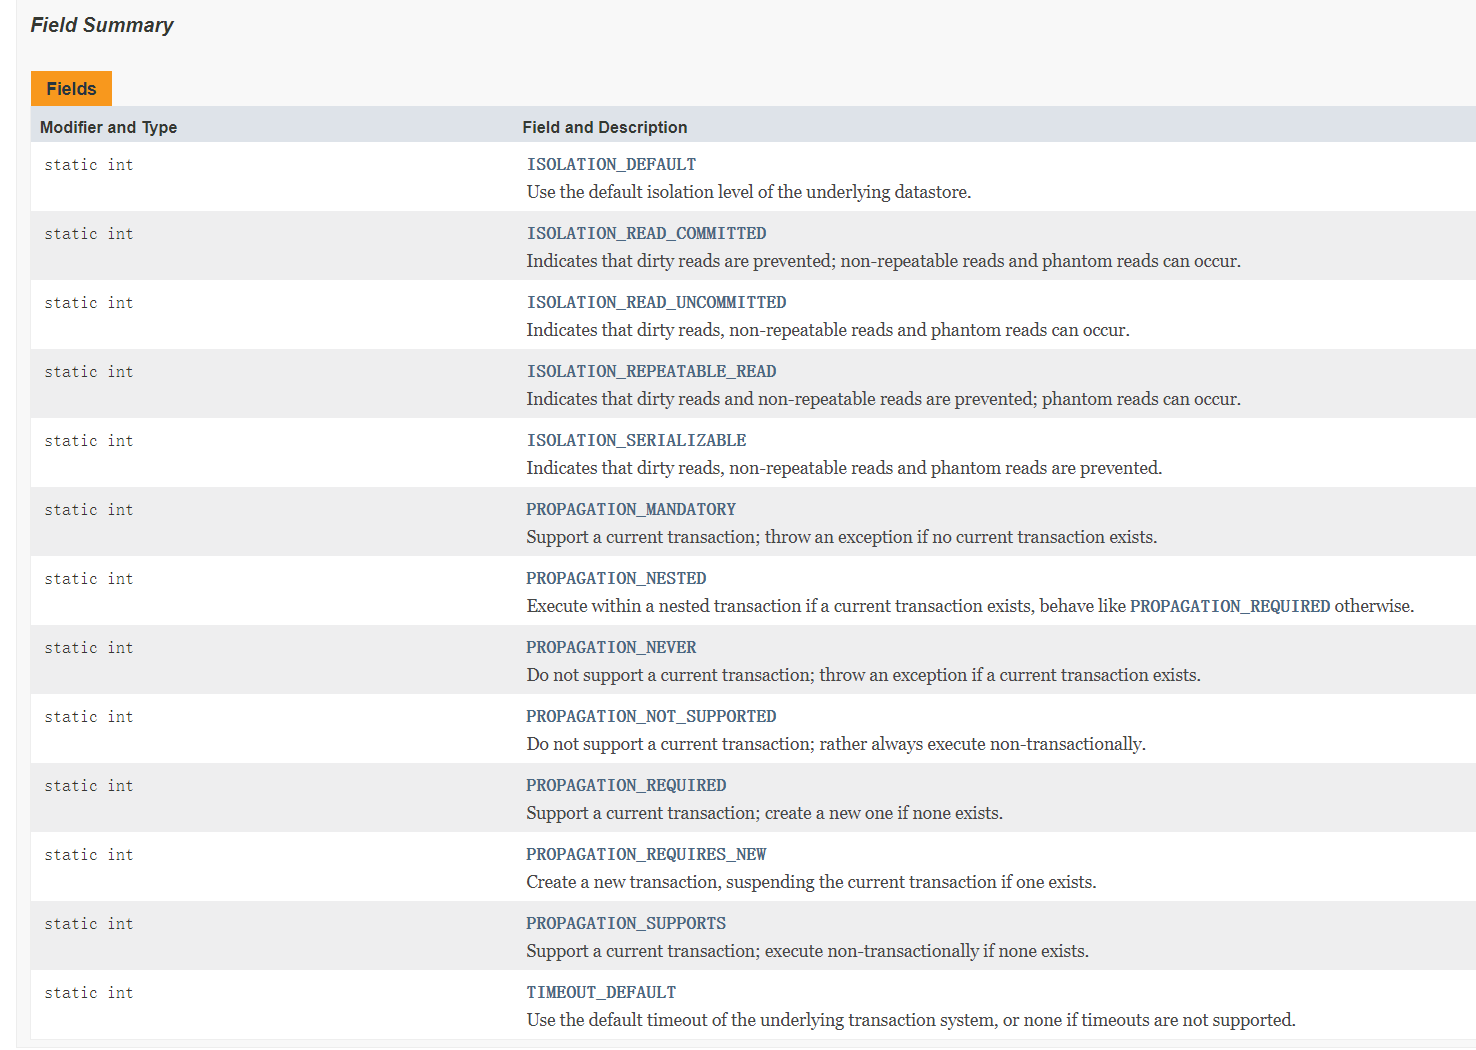 Field Summary
Fields
Modifier and Type Field and Description
static int ISOLATION_DEFAULT
Use the default isolation level of the underlying datastore.
static int ISOLATION_READ_COMMITTED
Indicates that dirty reads are prevented; non-repeatable reads and phantom reads can occur.
static int ISOLATION_READ_UNCOMMITTED
Indicates that dirty reads, non-repeatable reads and phantom reads can occur.
static int ISOLATION_REPEATABLE_READ
Indicates that dirty reads and non-repeatable reads are prevented; phantom reads can occur.
static int ISOLATION_SERIALIZABLE
Indicates that dirty reads, non-repeatable reads and phantom reads are prevented.
static int PROPAGATION_MANDATORY
Support a current transaction; throw an exception if no current transaction exists.
static int PROPAGATION_NESTED
Execute within a nested transaction if a current transaction exists, behave like PROPAGATION_REQUIRED otherwise.
static int PROPAGATION_NEVER
Do not support a current transaction; throw an exception if a current transaction exists.
static int PROPAGATION_NOT_SUPPORTED
Do not support a current transaction; rather always execute non-transactionally.
static int PROPAGATION_REQUIRED
Support a current transaction; create a new one if none exists.
static int PROPAGATION_REQUIRES_NEW
Create a new transaction, suspending the current transaction if one exists.
static int PROPAGATION_SUPPORTS
Support a current transaction; execute non-transactionally if none exists.
static int TIMEOUT_DEFAULT
Use the default timeout of the underlying transaction system, or none if timeouts are not supported.